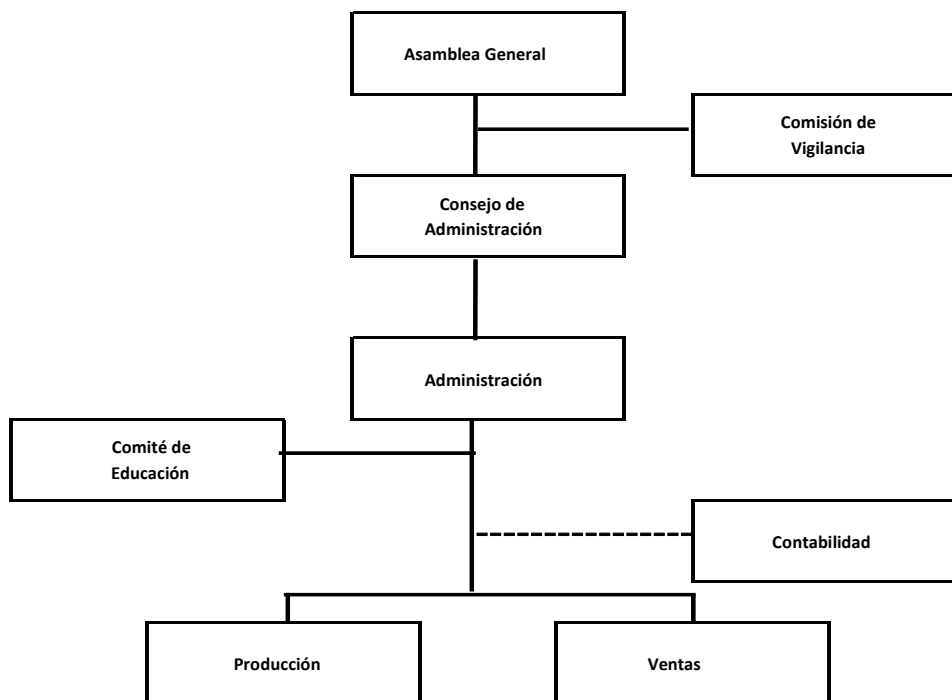 Asamblea General
Comisión de
Vigilancia
Consejo de
Administración
Administración
Comité de
Educación
Contabilidad
Producción
Ventas